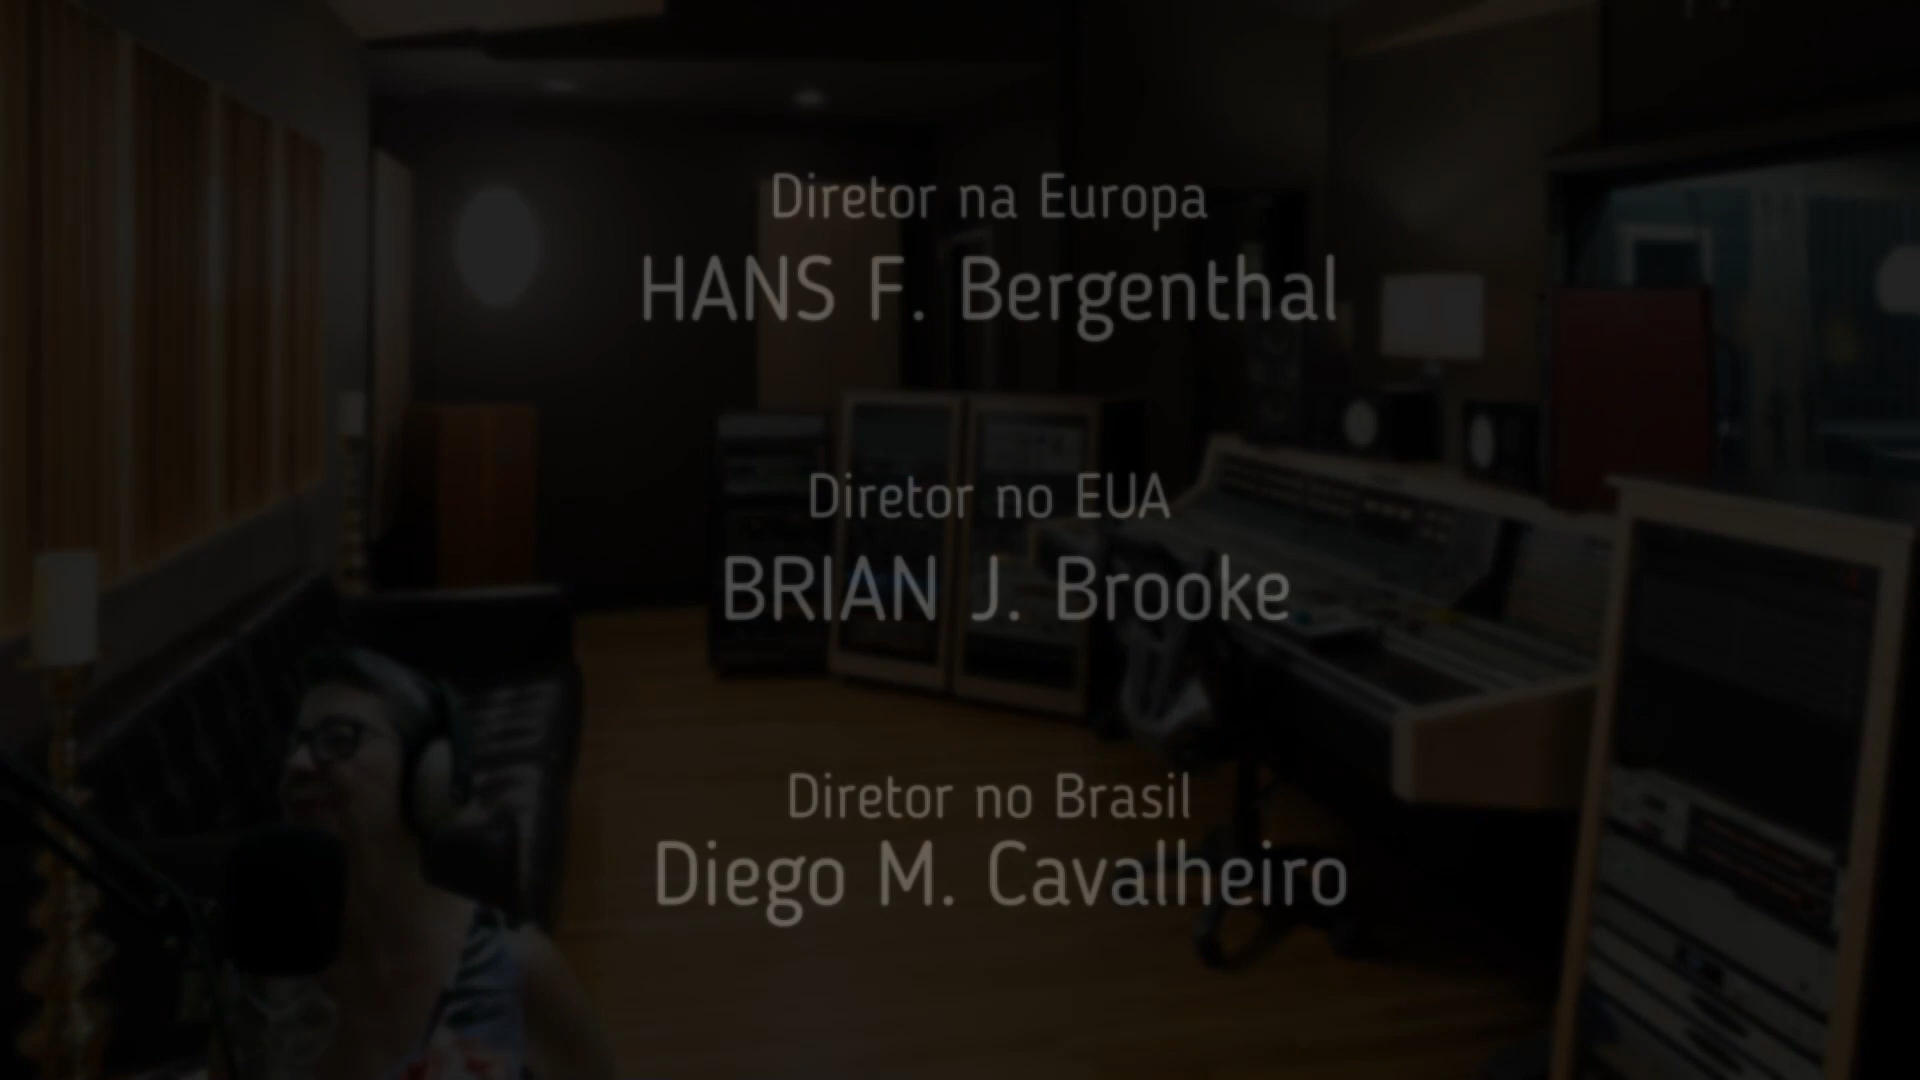 Diretor na Europa
HANS F. Bergenthal
Diretor no EUA
BRIAN J. Brooke
Diretor no Brasil
Diego M. Cavalheiro